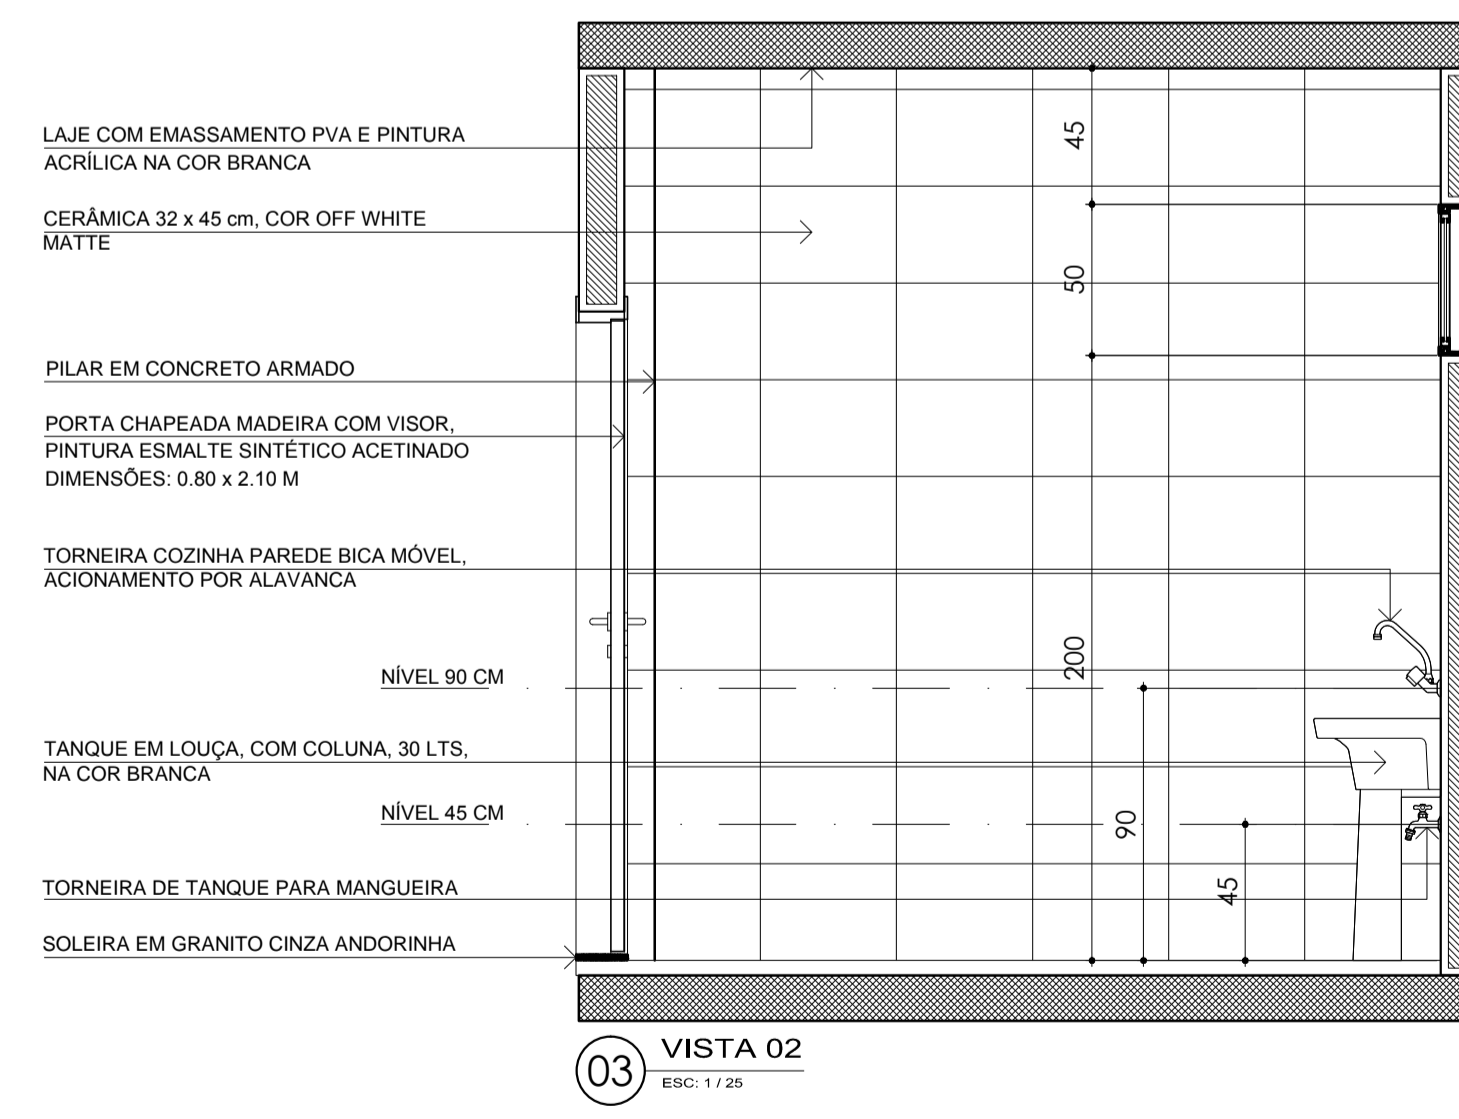 LAJE COM EMASSAMENTO PVA E PINTURA
ACRÍLICA NA COR BRANCA
CERÂMICA 32 x 45 cm, COR OFF WHITE
MATTE
PILAR EM CONCRETO ARMADO
PORTA CHAPEADA MADEIRA COM VISOR,
PINTURA ESMALTE SINTÉTICO ACETINADO
DIMENSÕES: 0.80 x 2.10 M
TORNEIRA COZINHA PAREDE BICA MÓVEL,
ACIONAMENTO POR ALAVANCA
NÍVEL 90 CM
TANQUE EM LOUÇA, COM COLUNA, 30 LTS,
NA COR BRANCA
NÍVEL 45 CM
TORNEIRA DE TANQUE PARA MANGUEIRA
SOLEIRA EM GRANITO CINZA ANDORINHA
45
50
200
90
45
03
VISTA 02
ESC: 1 / 25